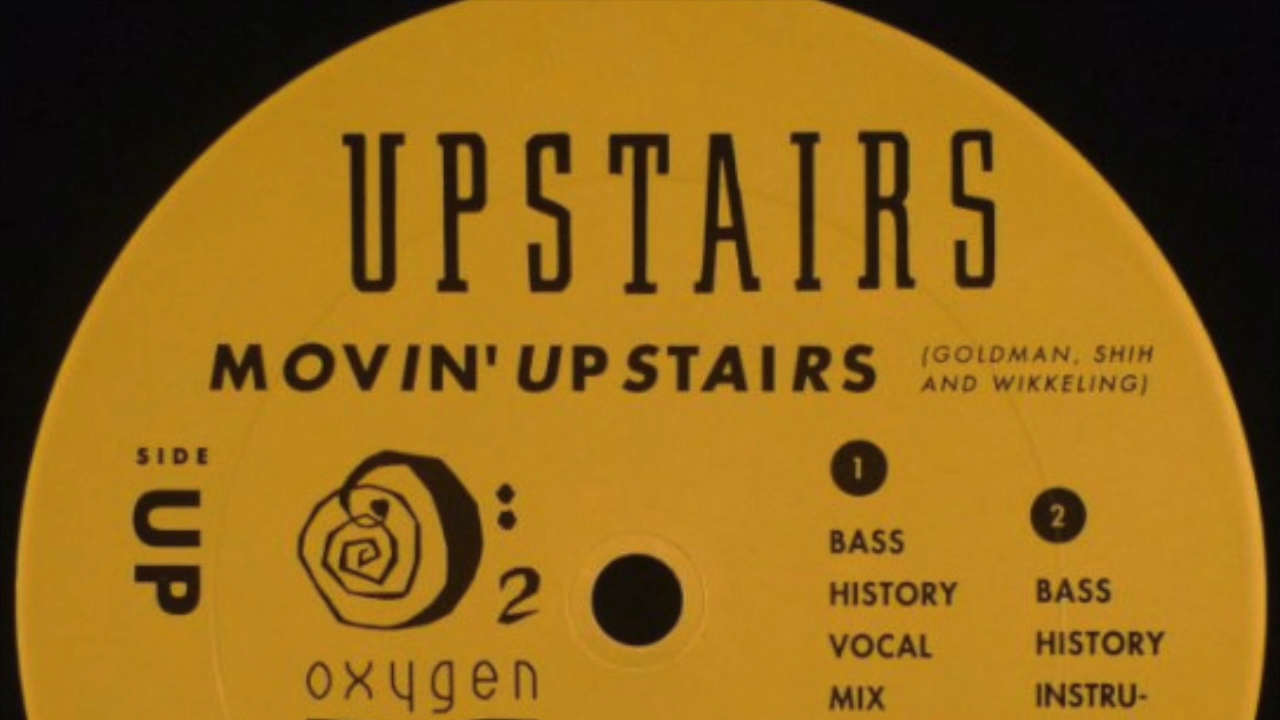 UPSTAIRS
MOVIN' UPSTAIRS
(GOLDMAN, SHIH
AND WIKKELING)
SIDE
UP
:2
oxygen
1
BASS
HISTORY
VOCAL
MIX
2
BASS
HISTORY
INSTRU-